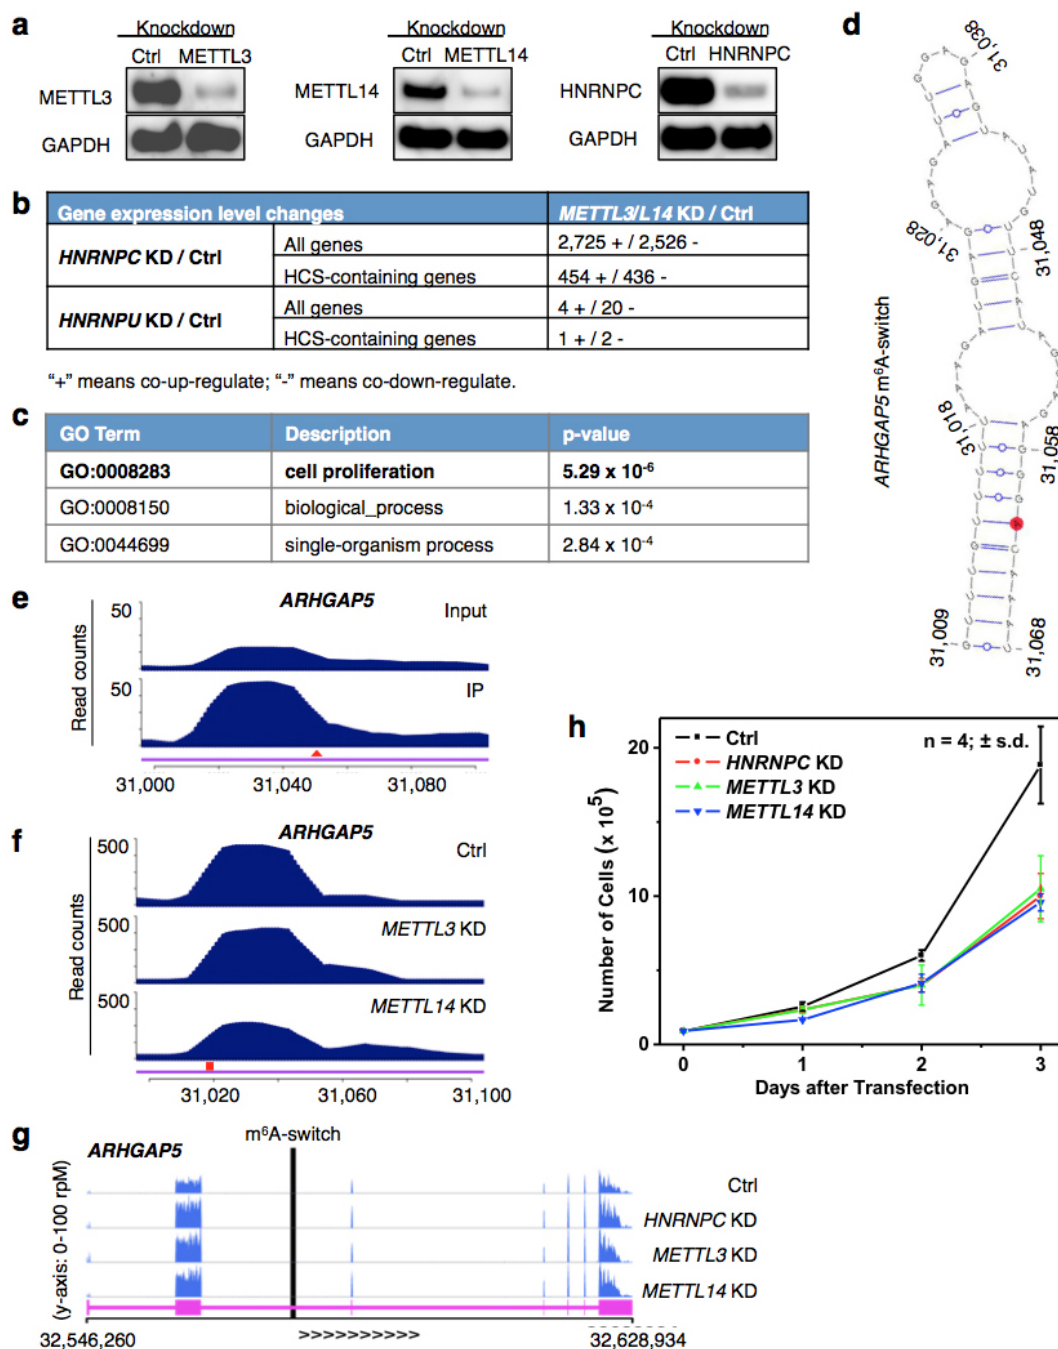 a
Knockdown
Ctrl METTL3
METTL3
GAPDH
Knockdown
Ctrl METTL14
METTL14
GAPDH
Knockdown
Ctrl HNRNPC
HNRNPC
GAPDH
b
Gene expression level changes METTL3/L14 KD / Ctrl
HNRNPC KD / Ctrl All genes 2,725 + / 2,526 -
HCS-containing genes 454 + / 436 -
HNRNPU KD / Ctrl All genes 4 + / 20 -
HCS-containing genes 1 + / 2 -
“+” means co-up-regulate; “-” means co-down-regulate.
c
GO Term Description p-value
GO:0008283 cell proliferation 5.29 x 10⁻⁶
GO:0008150 biological_process 1.33 x 10⁻⁴
GO:0044699 single-organism process 2.84 x 10⁻⁴
d
ARHGAP5 m⁶A-switch
31,038
31,028
31,048
31,018
31,058
31,009
31,068
e
ARHGAP5
Read counts
50
Input
50
IP
31,000 31,040 31,080
f
ARHGAP5
Read counts
500
Ctrl
500
METTL3 KD
500
METTL14 KD
31,020 31,060 31,100
g
ARHGAP5
m⁶A-switch
(y-axis: 0-100 rpM)
Ctrl
HNRNPC KD
METTL3 KD
METTL14 KD
32,546,260 >>>>>>>>>> 32,628,934
h
Ctrl
HNRNPC KD
METTL3 KD
METTL14 KD
n = 4; ± s.d.
Number of Cells (x 10⁵)
20
10
0
0 1 2 3
Days after Transfection